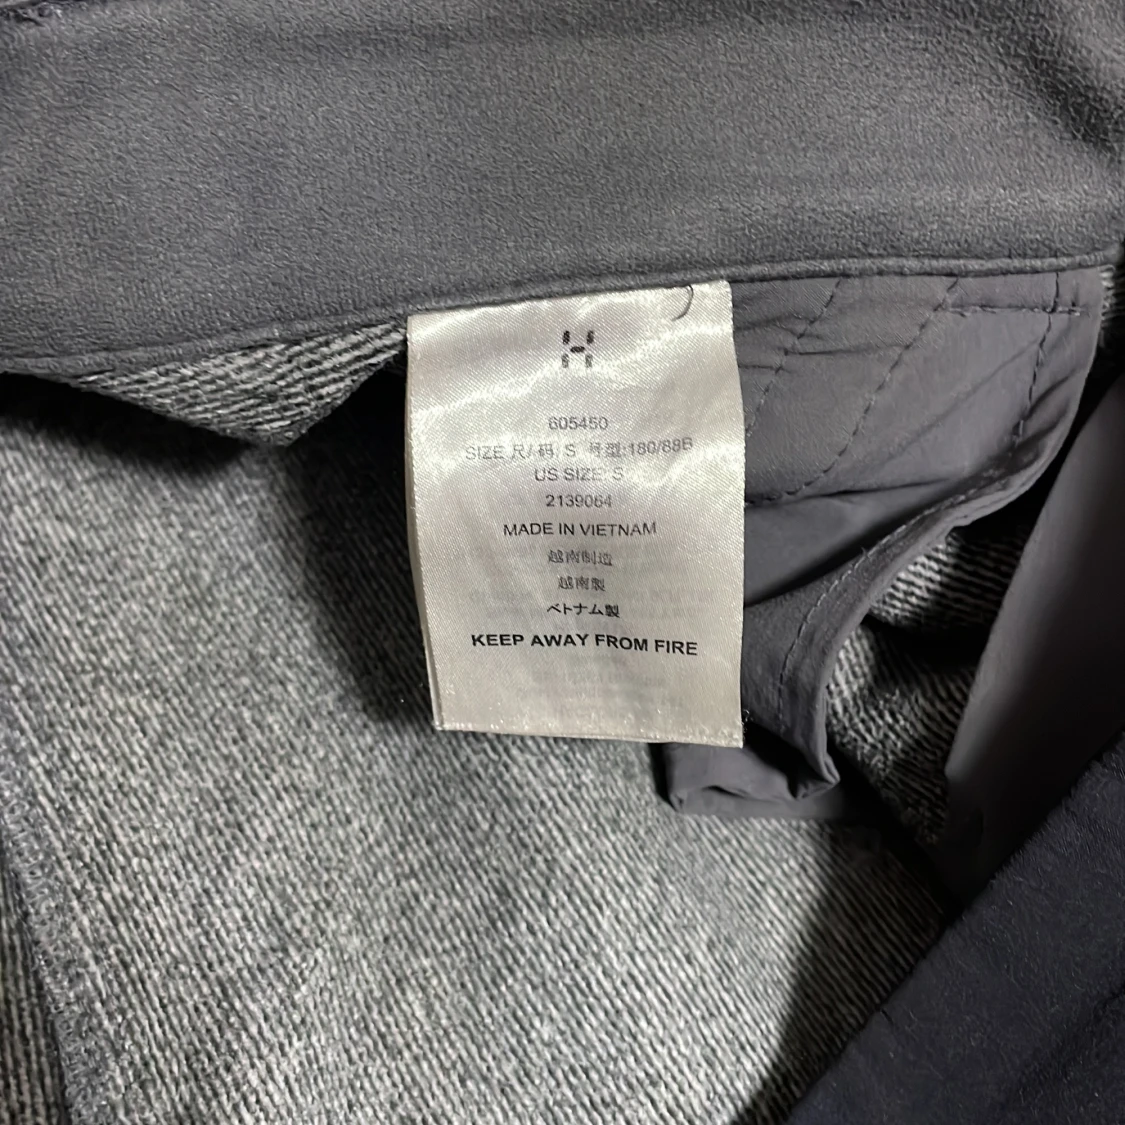 H
605450
SIZE 尺/码: S 号型:180/88B
US SIZE: S
2139064
MADE IN VIETNAM
越南制造
越南製
ベトナム製
KEEP AWAY FROM FIRE